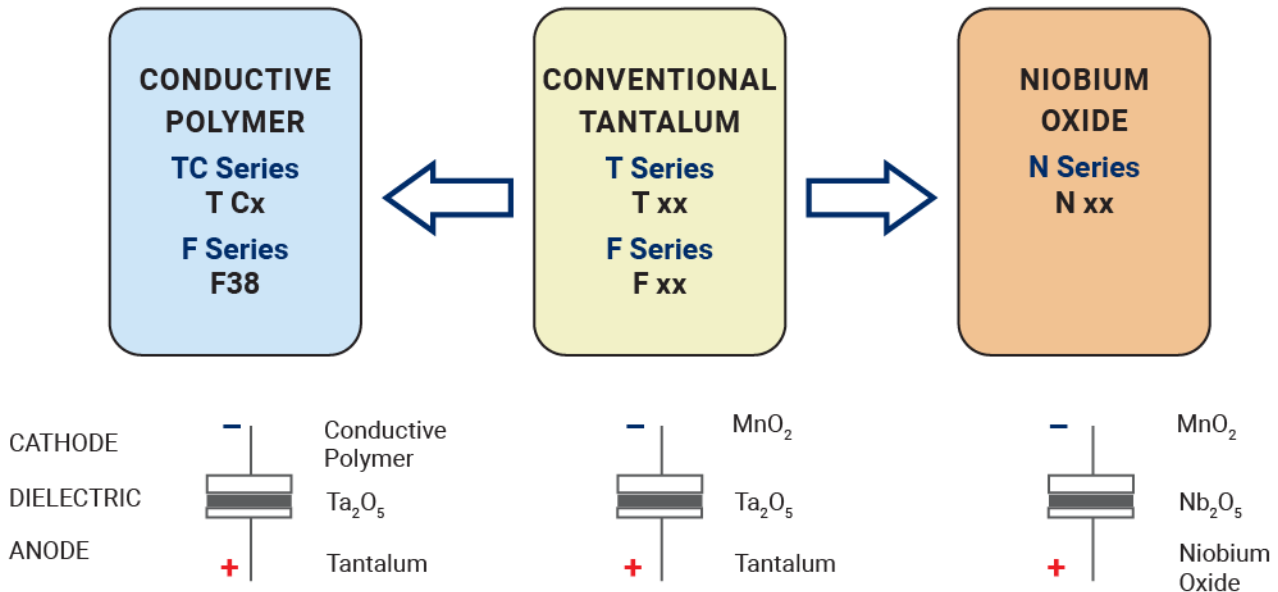 CONDUCTIVE
POLYMER
TC Series
T Cx
F Series
F38
CONVENTIONAL
TANTALUM
T Series
T xx
F Series
F xx
NIOBIUM
OXIDE
N Series
N xx
CATHODE
DIELECTRIC
ANODE
−
Conductive
Polymer
Ta₂O₅
+
Tantalum
−
MnO₂
Ta₂O₅
+
Tantalum
−
MnO₂
Nb₂O₅
+
Niobium
Oxide